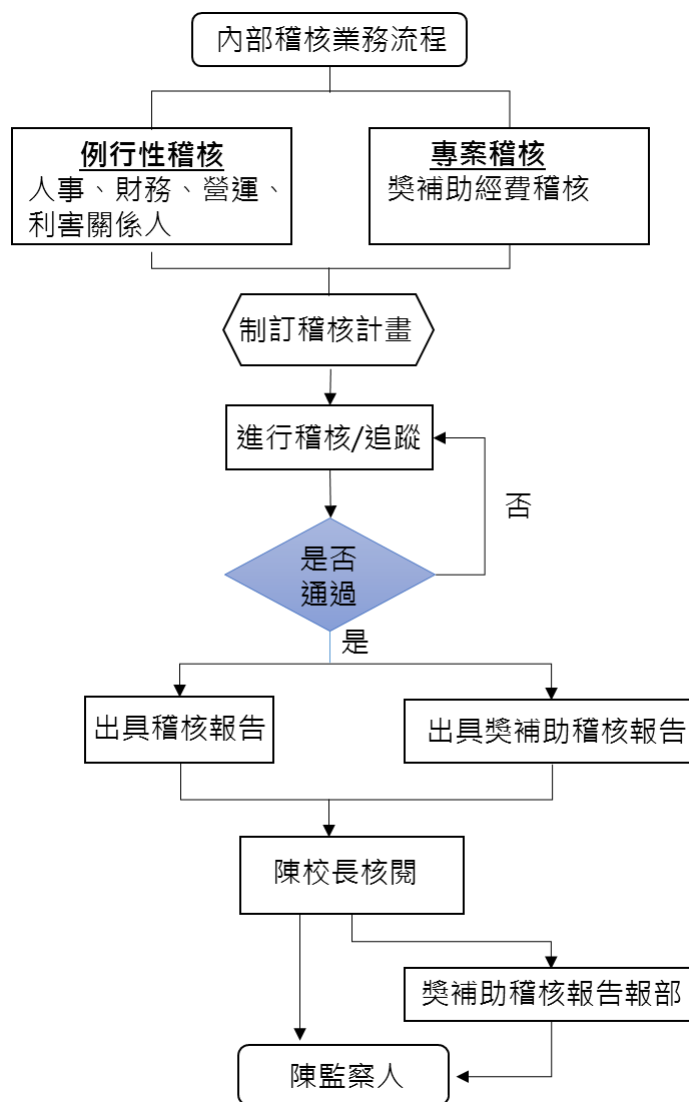 內部稽核業務流程
例行性稽核
人事、財務、營運、
利害關係人
專案稽核
獎補助經費稽核
制訂稽核計畫
進行稽核/追蹤
否
是否
通過
是
出具稽核報告
出具獎補助稽核報告
陳校長核閱
獎補助稽核報告報部
陳監察人